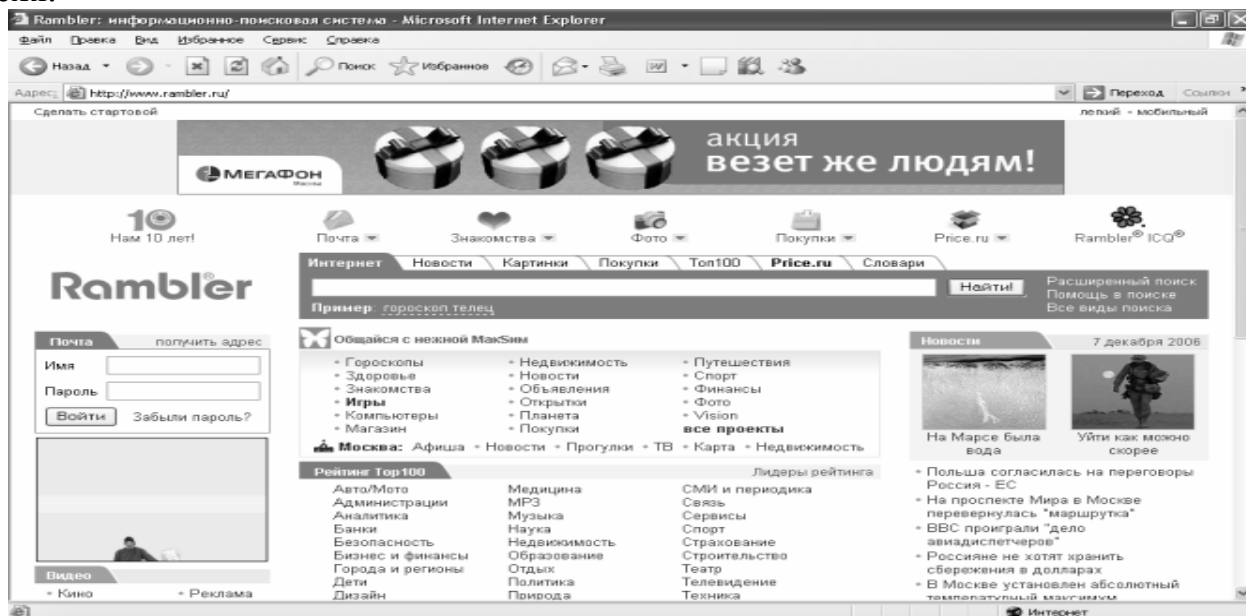 Rambler: информационно-поисковая система - Microsoft Internet Explorer
Файл Правка Вид Избранное Сервис Справка
Назад Поиск Избранное
Адрес: http://www.rambler.ru/ Переход Ссылки »
Сделать стартовой легкий - мобильный
акция
везет же людям!
МЕГАФОН
Москва
10
Нам 10 лет! Почта Знакомства Фото Покупки Price.ru Rambler® ICQ®
Интернет Новости Картинки Покупки Топ100 Price.ru Словари
Rambler
Найти!
Расширенный поиск
Помощь в поиске
Все виды поиска
Пример: гороскоп телец
Почта получить адрес
Имя
Пароль
Войти Забыли пароль?
Видео
Кино Реклама
Общайся с нежной МакSим
Гороскопы Недвижимость Путешествия
Здоровье Новости Спорт
Знакомства Объявления Финансы
Игры Открытки Фото
Компьютеры Планета Vision
Магазин Покупки все проекты
Москва: Афиша Новости Прогулки ТВ Карта Недвижимость
Рейтинг Top100 Лидеры рейтинга
Авто/Мото Медицина СМИ и периодика
Администрации MP3 Связь
Аналитика Музыка Сервисы
Банки Наука Спорт
Безопасность Недвижимость Страхование
Бизнес и финансы Образование Строительство
Города и регионы Отдых Театр
Дети Политика Телевидение
Дизайн Природа Техника
Новости 7 декабря 2006
На Марсе была вода
Уйти как можно скорее
Польша согласилась на переговоры
Россия - ЕС
На проспекте Мира в Москве
перевернулась "маршрутка"
ВВС проиграли "дело
авиадиспетчеров"
Россияне не хотят хранить
сбережения в долларах
В Москве установлен абсолютный
температурный максимум
Интернет